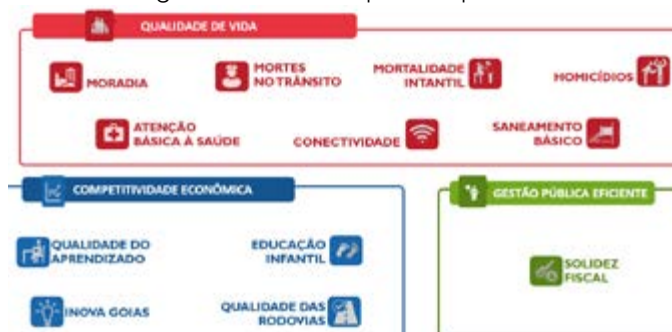 QUALIDADE DE VIDA
MORADIA
MORTES
NO TRÂNSITO
MORTALIDADE
INFANTIL
HOMICÍDIOS
ATENÇÃO
BÁSICA À SAÚDE
CONECTIVIDADE
SANEAMENTO
BÁSICO
COMPETITIVIDADE ECONÔMICA
QUALIDADE DO
APRENDIZADO
EDUCAÇÃO
INFANTIL
INOVA GOIAS
QUALIDADE DAS
RODOVIAS
GESTÃO PÚBLICA EFICIENTE
SOLIDEZ
FISCAL